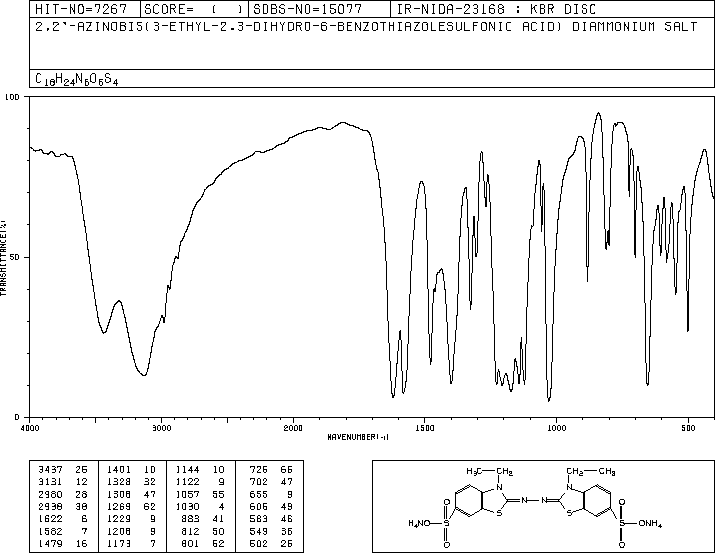 HIT-NO=7267 SCORE= ( ) SDBS-NO=15077 IR-NIDA-23168 : KBR DISC
2,2'-AZINOBIS(3-ETHYL-2,3-DIHYDRO-6-BENZOTHIAZOLESULFONIC ACID) DIAMMONIUM SALT
C18H24N6O6S4
100
50
0
TRANSMITTANCE(%)
4000 3000 2000 1500 1000 500
WAVENUMBER(-1)
3437 26 1401 10 1144 10 726 66
3131 12 1328 32 1122 9 702 47
2980 28 1308 47 1057 55 655 9
2938 38 1269 62 1030 4 606 49
1622 6 1229 9 883 41 583 46
1582 7 1208 9 812 50 549 36
1479 16 1173 7 801 52 502 26
H3C CH2 H2C CH3
N N
O O
H4NO S S N N S S ONH4
O O